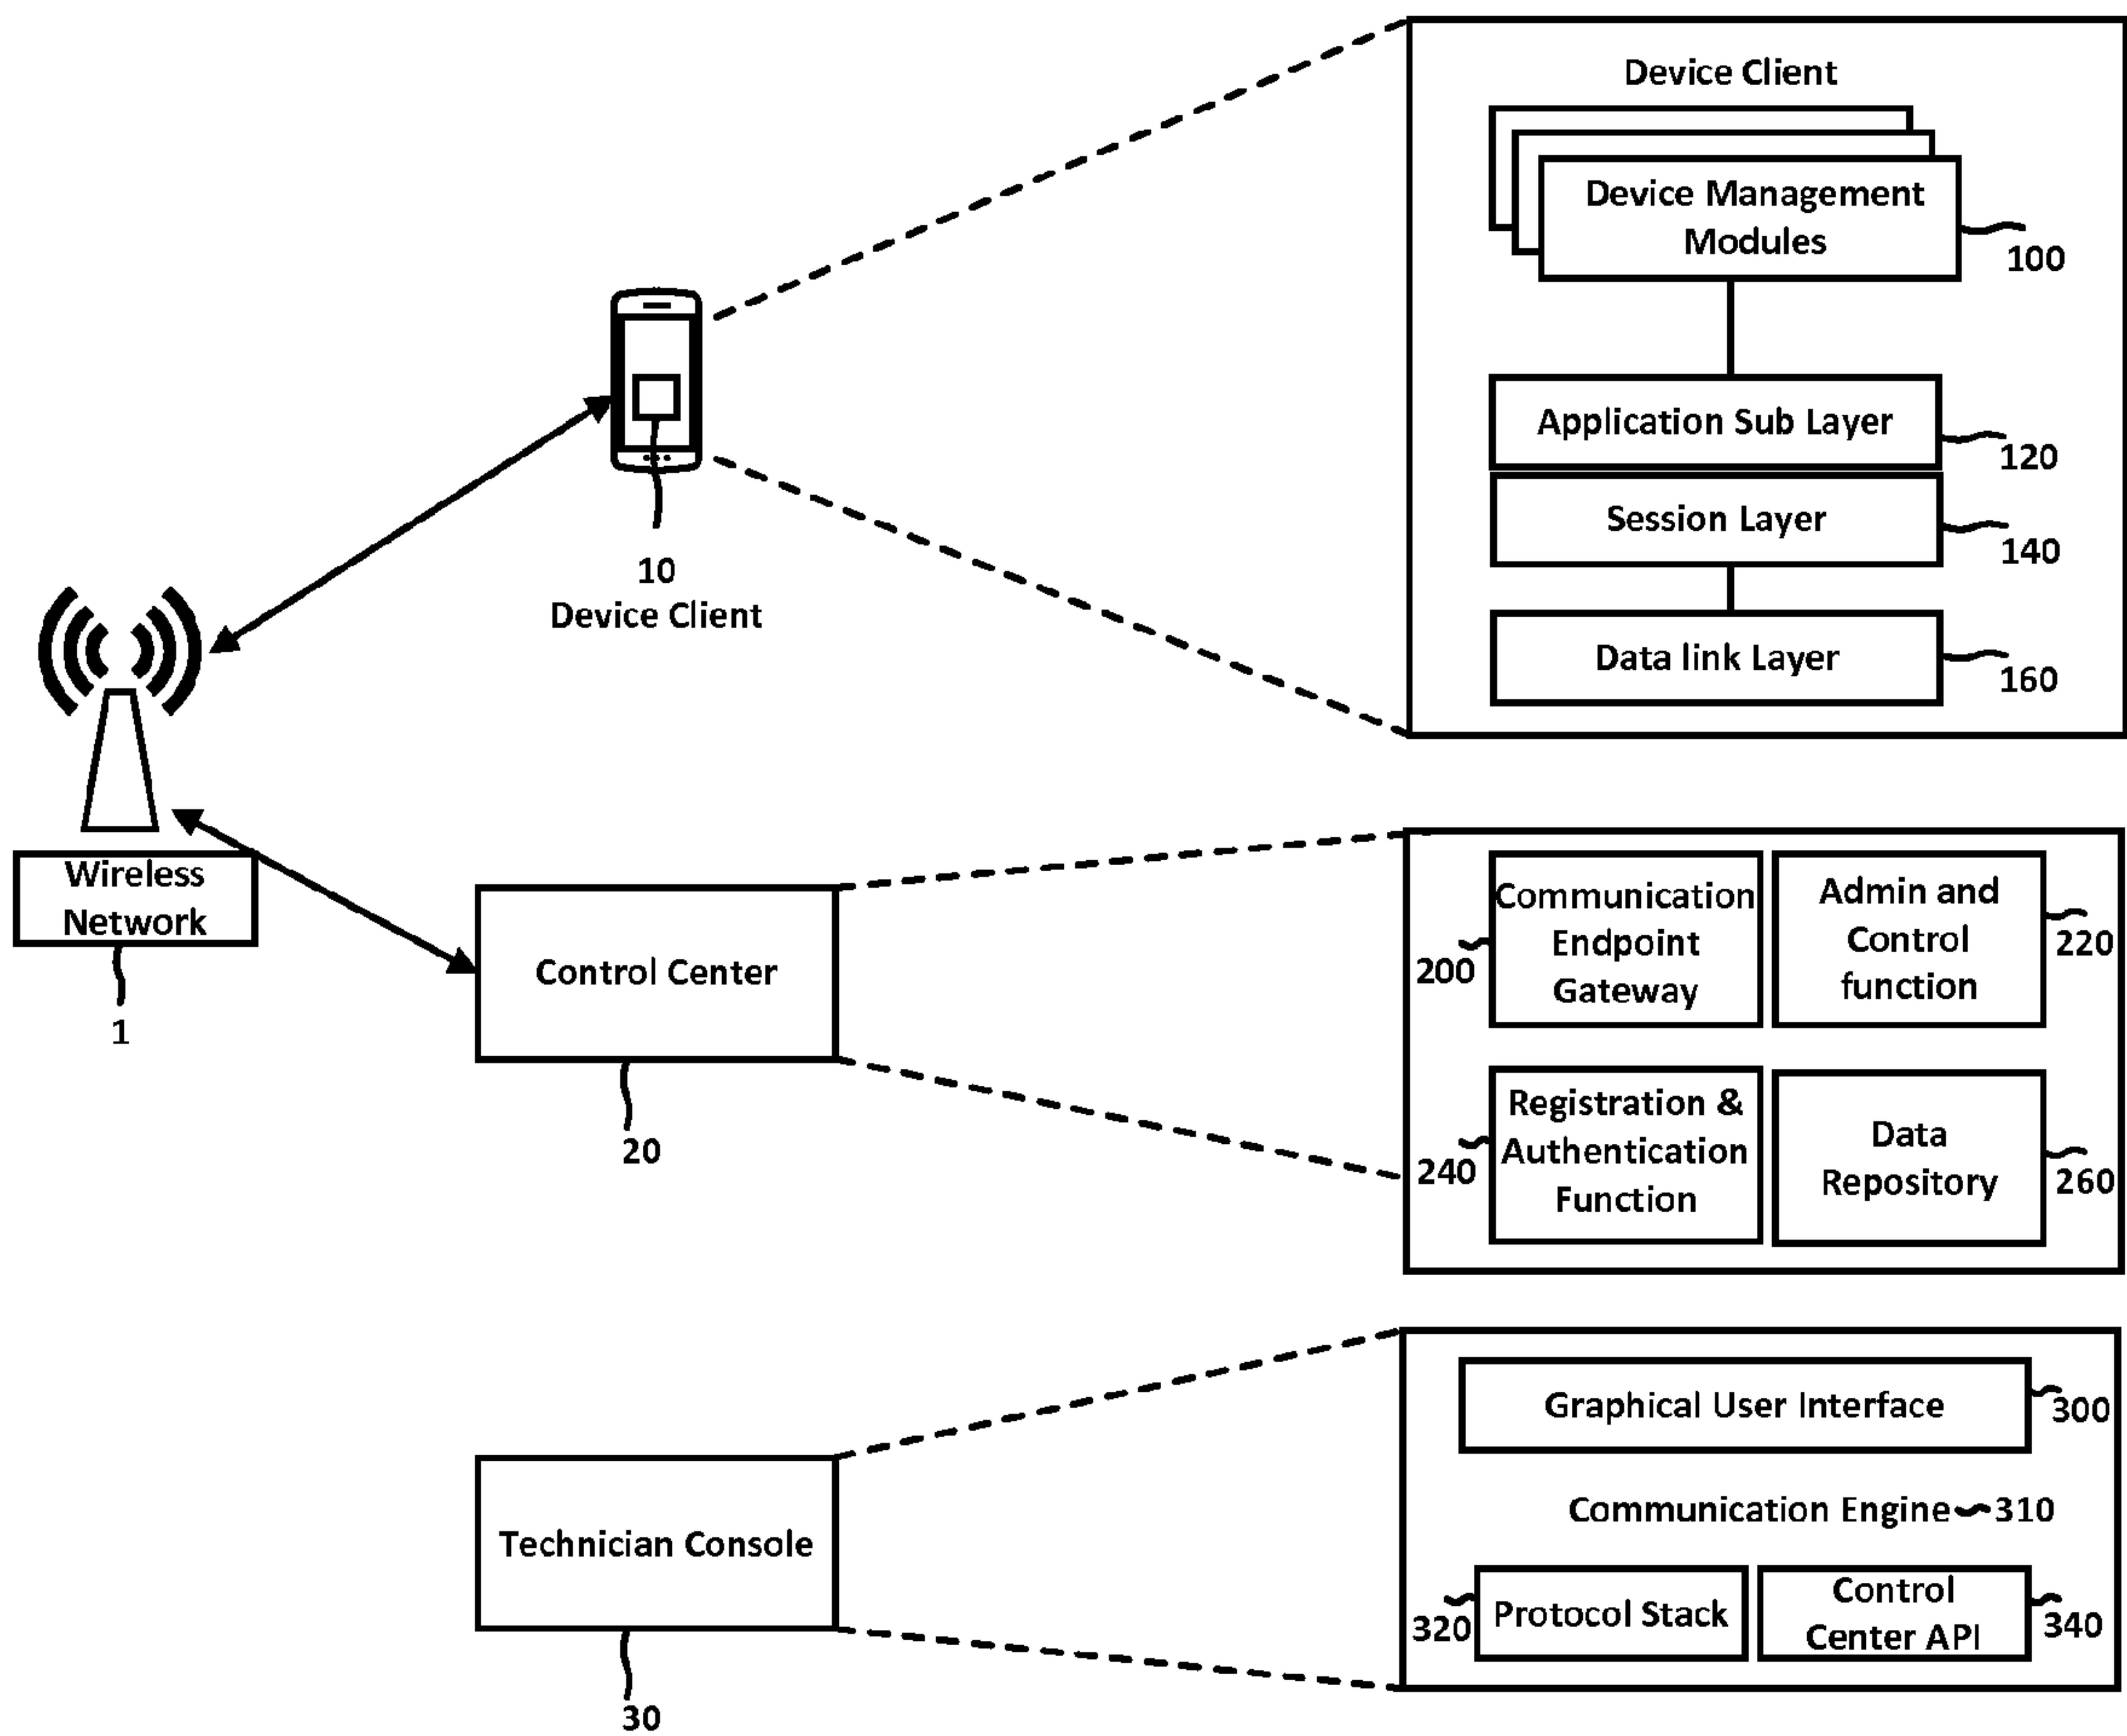 Device Client
Device Management
Modules
100
Application Sub Layer
120
Session Layer
140
Data link Layer
160
10
Device Client
Wireless
Network
1
Control Center
20
Communication
Endpoint
Gateway
200
Admin and
Control
function
220
Registration &
Authentication
Function
240
Data
Repository
260
Technician Console
30
Graphical User Interface
300
Communication Engine 310
Protocol Stack
320
Control
Center API
340